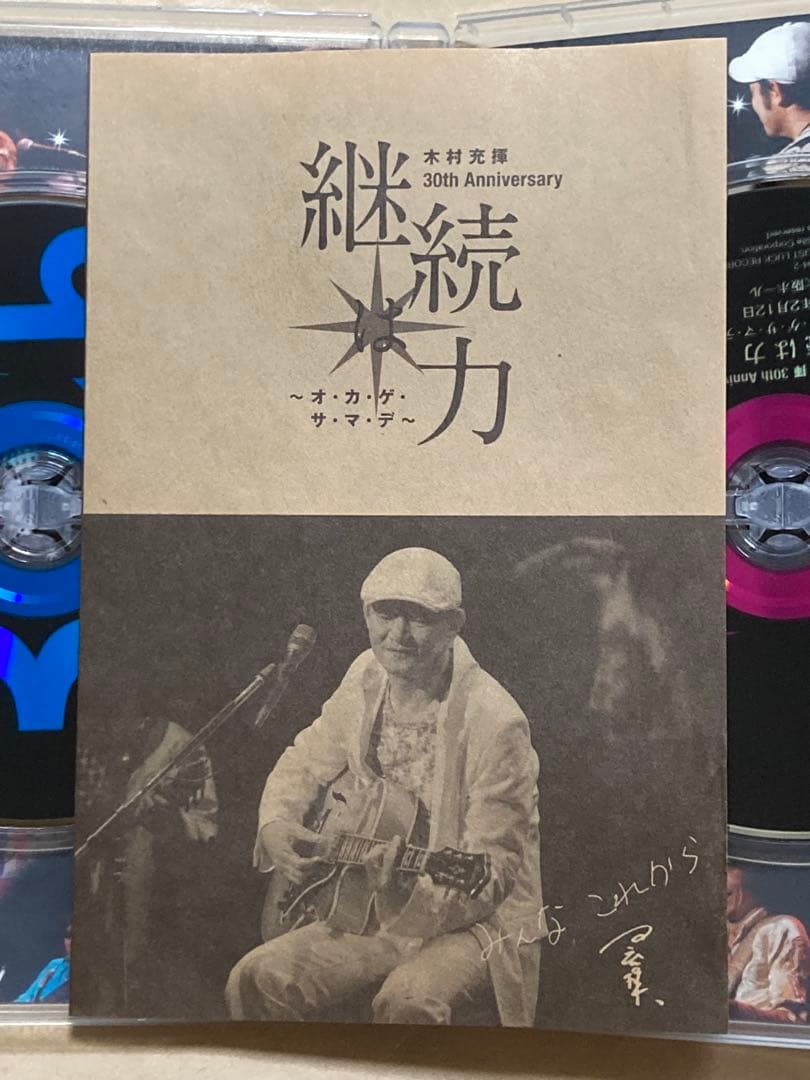 木村充揮
30th Anniversary
継続は力
～オ・カ・ゲ・
サ・マ・デ～
みんな、これから